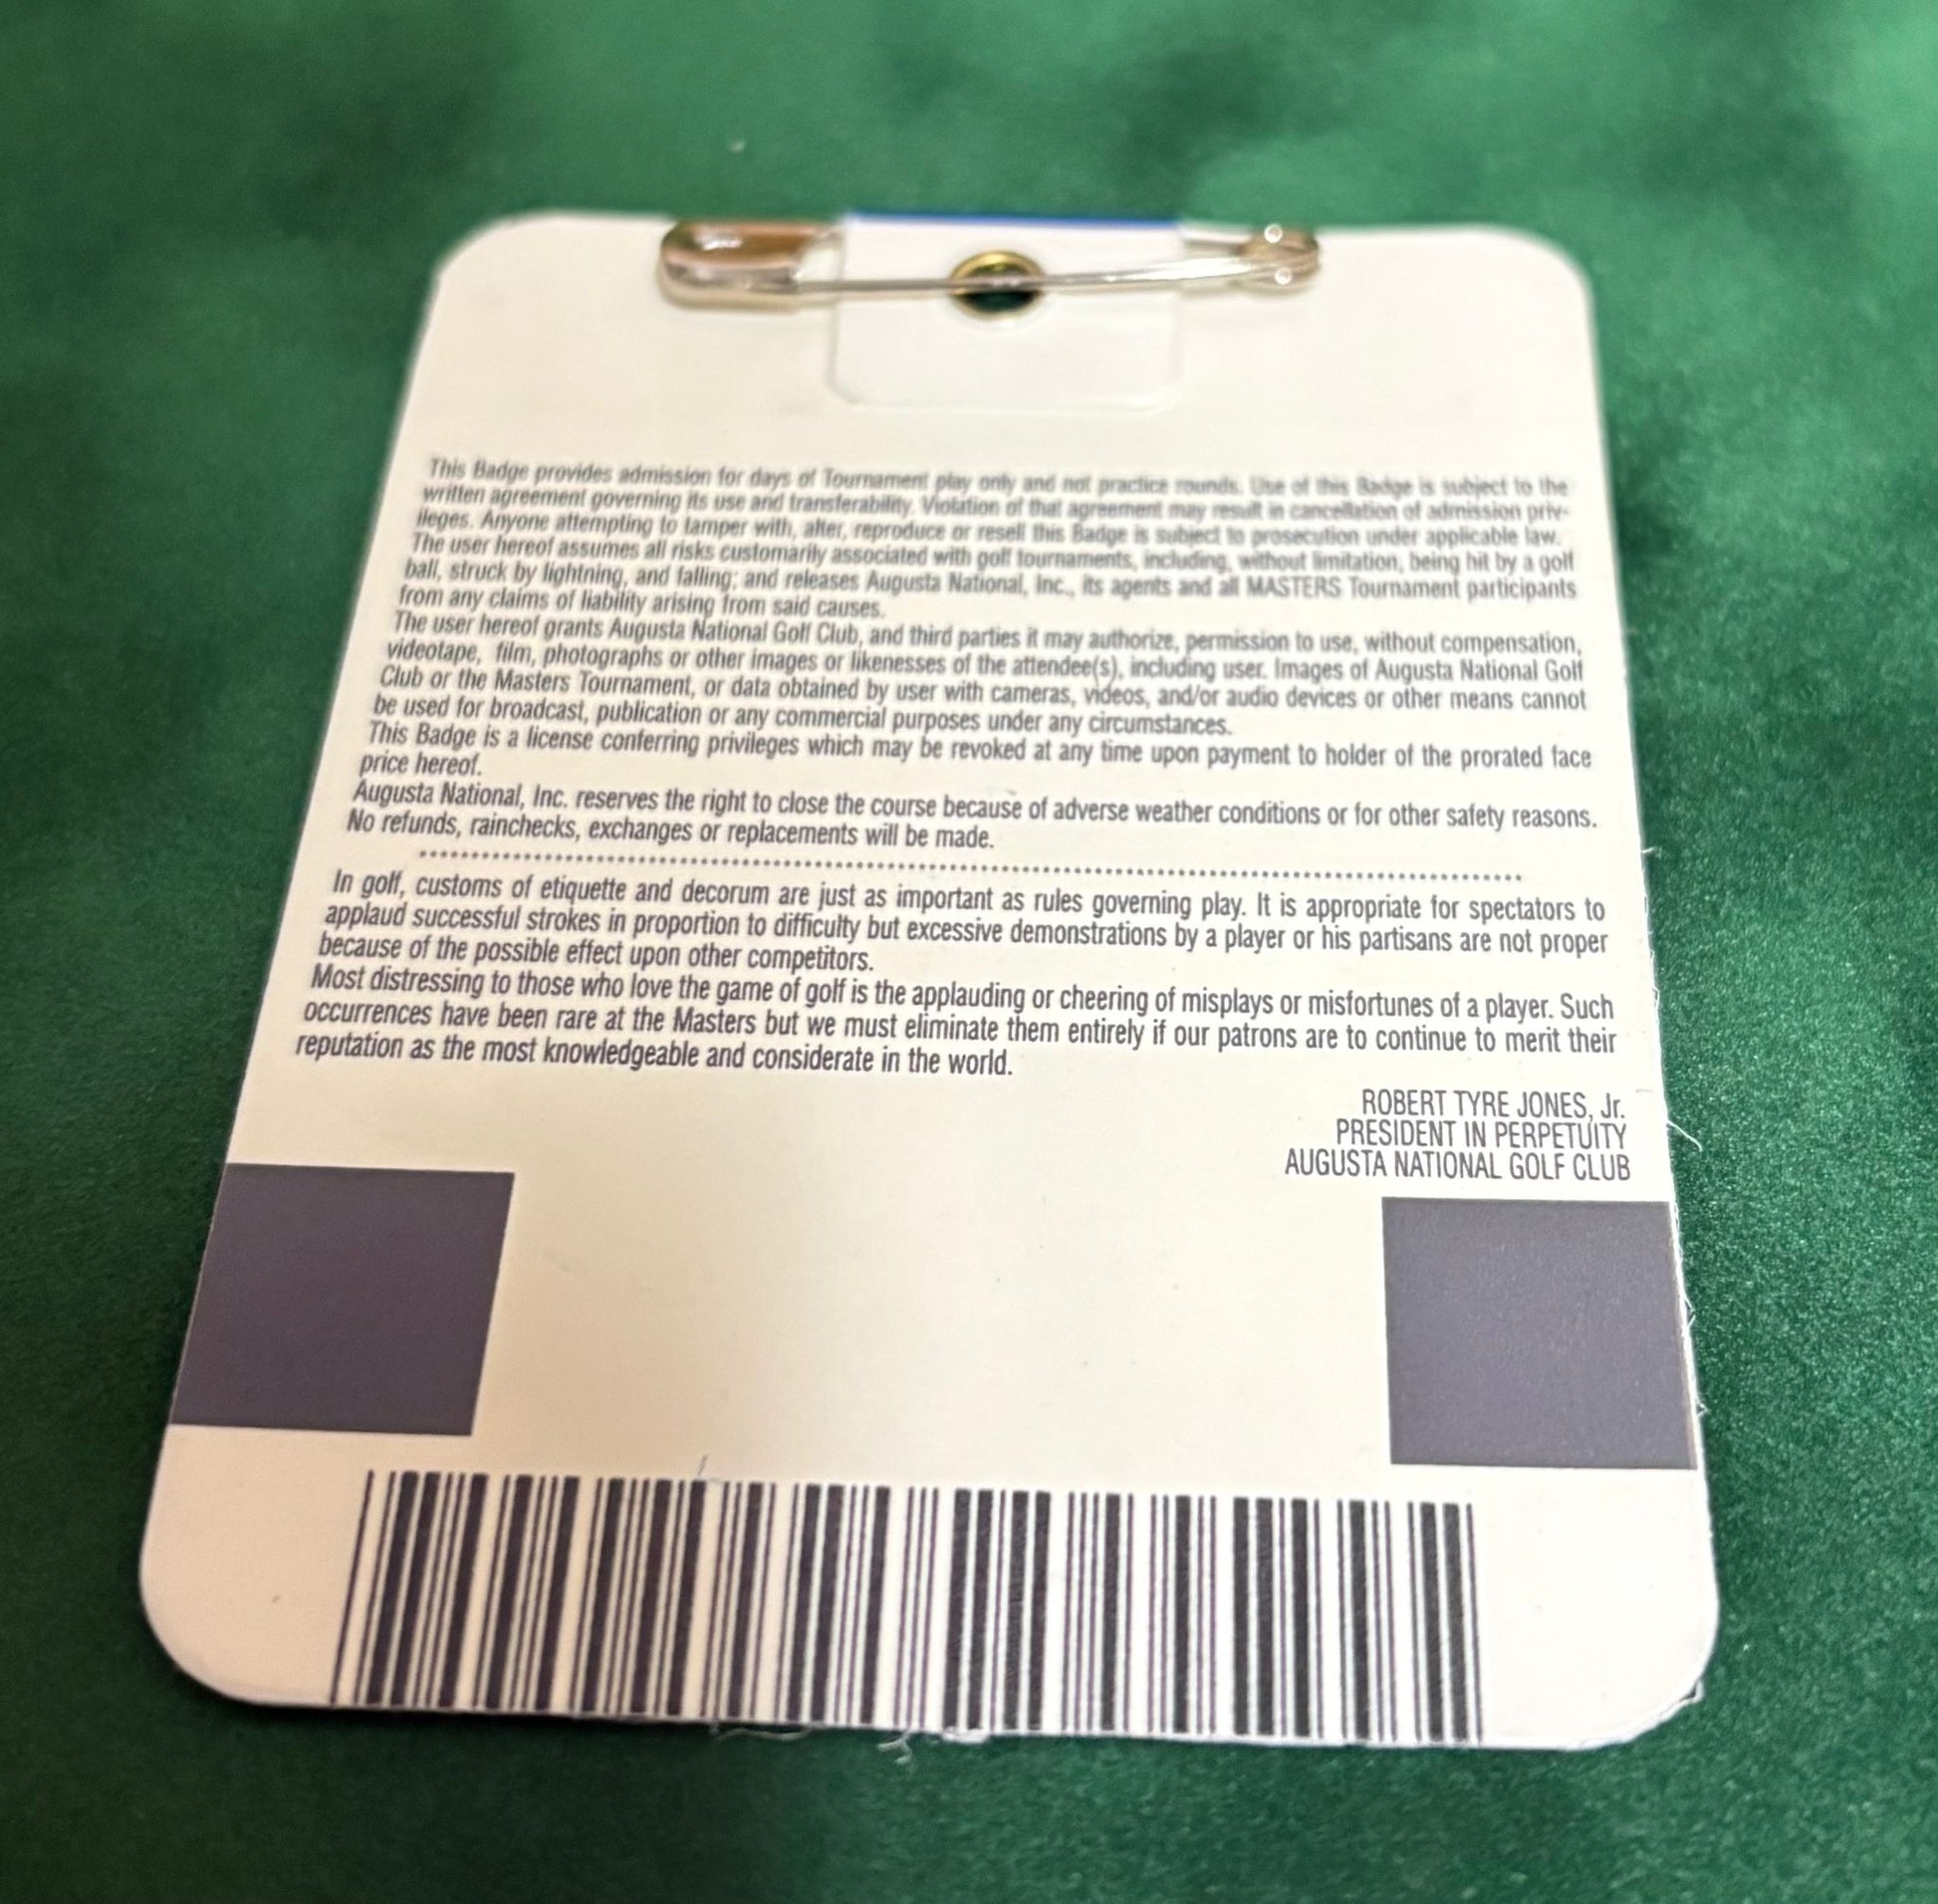 This Badge provides admission for days of Tournament play only and not practice rounds. Use of this Badge is subject to the
written agreement governing its use and transferability. Violation of that agreement may result in cancellation of admission priv-
ileges. Anyone attempting to tamper with, alter, reproduce or resell this Badge is subject to prosecution under applicable law.
The user hereof assumes all risks customarily associated with golf tournaments, including, without limitation, being hit by a golf
ball, struck by lightning, and falling; and releases Augusta National, Inc., its agents and all MASTERS Tournament participants
from any claims of liability arising from said causes.
The user hereof grants Augusta National Golf Club, and third parties it may authorize, permission to use, without compensation,
videotape, film, photographs or other images or likenesses of the attendee(s), including user. Images of Augusta National Golf
Club or the Masters Tournament, or data obtained by user with cameras, videos, and/or audio devices or other means cannot
be used for broadcast, publication or any commercial purposes under any circumstances.
This Badge is a license conferring privileges which may be revoked at any time upon payment to holder of the prorated face
price hereof.
Augusta National, Inc. reserves the right to close the course because of adverse weather conditions or for other safety reasons.
No refunds, rainchecks, exchanges or replacements will be made.
In golf, customs of etiquette and decorum are just as important as rules governing play. It is appropriate for spectators to
applaud successful strokes in proportion to difficulty but excessive demonstrations by a player or his partisans are not proper
because of the possible effect upon other competitors.
Most distressing to those who love the game of golf is the applauding or cheering of misplays or misfortunes of a player. Such
occurrences have been rare at the Masters but we must eliminate them entirely if our patrons are to continue to merit their
reputation as the most knowledgeable and considerate in the world.
ROBERT TYRE JONES, Jr.
PRESIDENT IN PERPETUITY
AUGUSTA NATIONAL GOLF CLUB